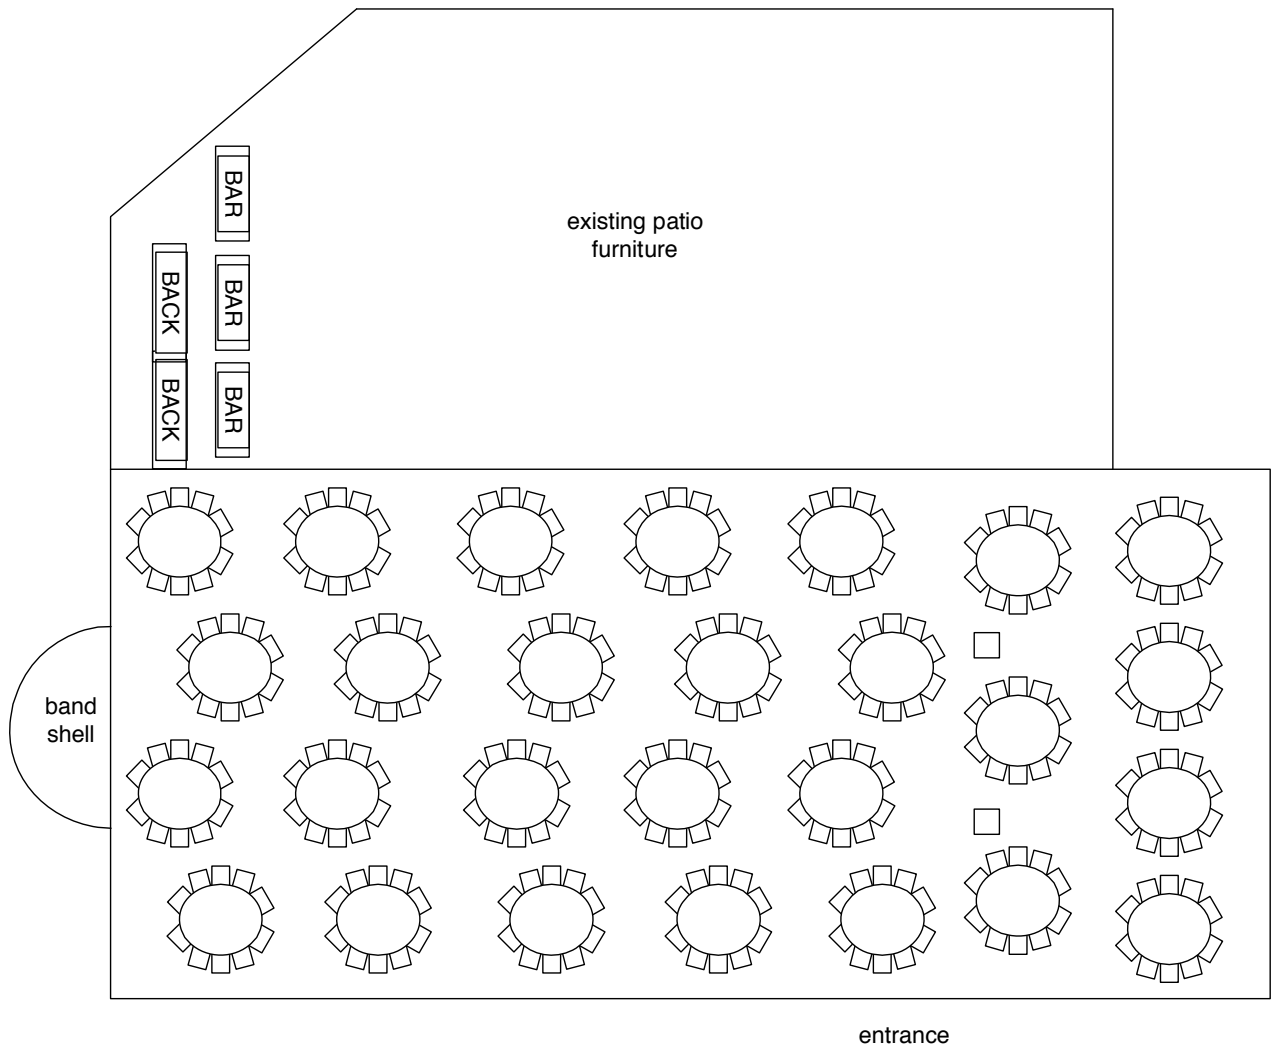 BAR
existing patio
furniture
BACK
BAR
BACK
BAR
band
shell
entrance